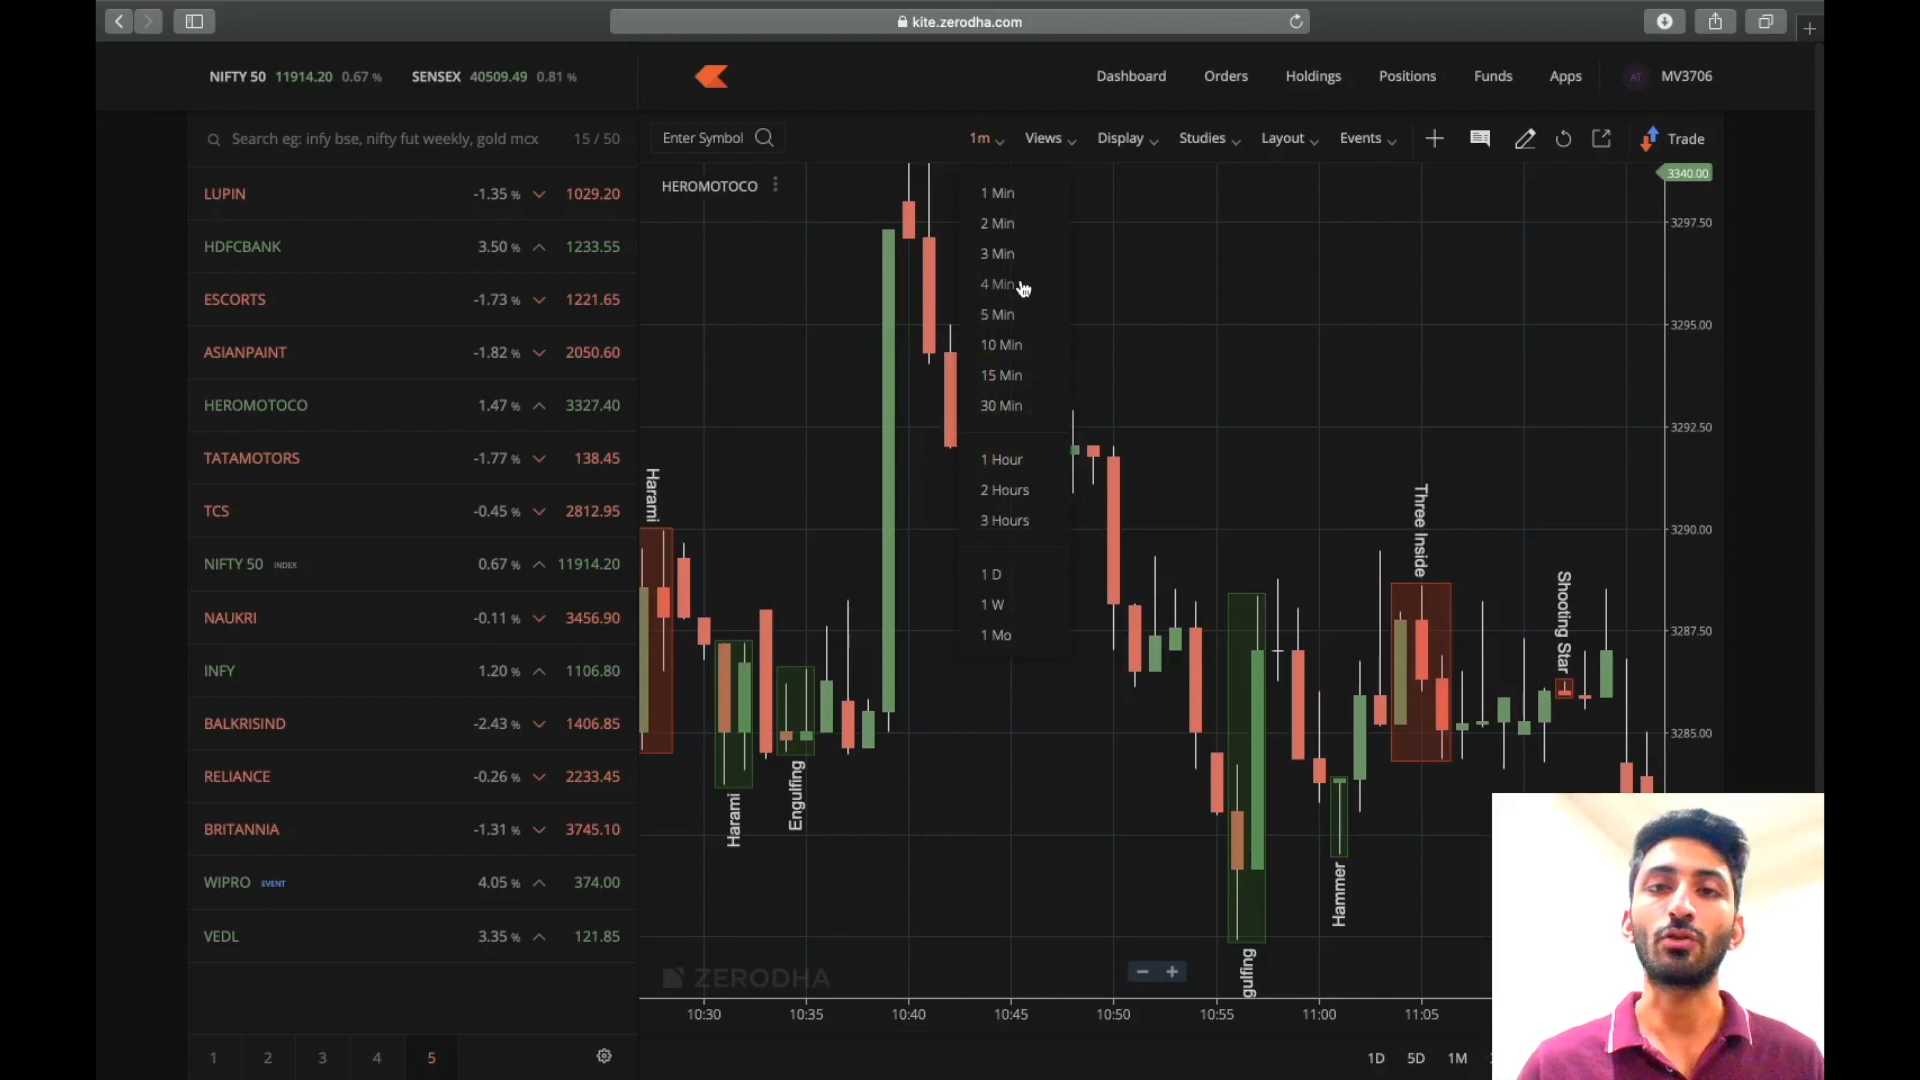 kite.zerodha.com
NIFTY 50 11914.20 0.67 % SENSEX 40509.49 0.81 %
Dashboard Orders Holdings Positions Funds Apps AT MV3706
Search eg: infy bse, nifty fut weekly, gold mcx 15 / 50
Enter Symbol 1m Views Display Studies Layout Events Trade
LUPIN -1.35 % 1029.20
HDFCBANK 3.50 % 1233.55
ESCORTS -1.73 % 1221.65
ASIANPAINT -1.82 % 2050.60
HEROMOTOCO 1.47 % 3327.40
TATAMOTORS -1.77 % 138.45
TCS -0.45 % 2812.95
NIFTY 50 INDEX 0.67 % 11914.20
NAUKRI -0.11 % 3456.90
INFY 1.20 % 1106.80
BALKRISIND -2.43 % 1406.85
RELIANCE -0.26 % 2233.45
BRITANNIA -1.31 % 3745.10
WIPRO EVENT 4.05 % 374.00
VEDL 3.35 % 121.85
1 2 3 4 5
HEROMOTOCO
1 Min
2 Min
3 Min
4 Min
5 Min
10 Min
15 Min
30 Min
1 Hour
2 Hours
3 Hours
1 D
1 W
1 Mo
3340.00
3297.50
3295.00
3292.50
3290.00
3287.50
3285.00
Harami
Harami
Engulfing
gulfing
Hammer
Three Inside
Shooting Star
ZERODHA
10:30 10:35 10:40 10:45 10:50 10:55 11:00 11:05
1D 5D 1M